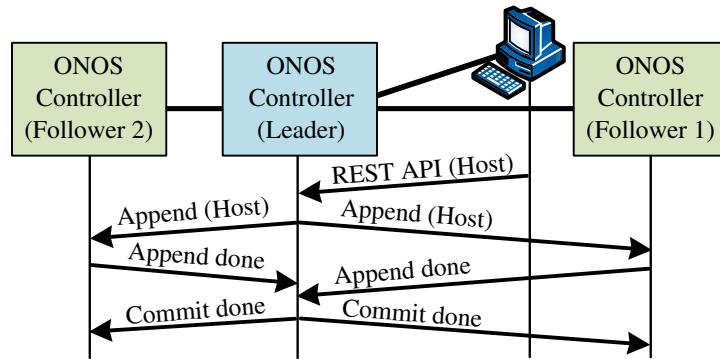 ONOS
Controller
(Follower 2)
ONOS
Controller
(Leader)
ONOS
Controller
(Follower 1)
REST API (Host)
Append (Host)
Append (Host)
Append done
Append done
Commit done
Commit done